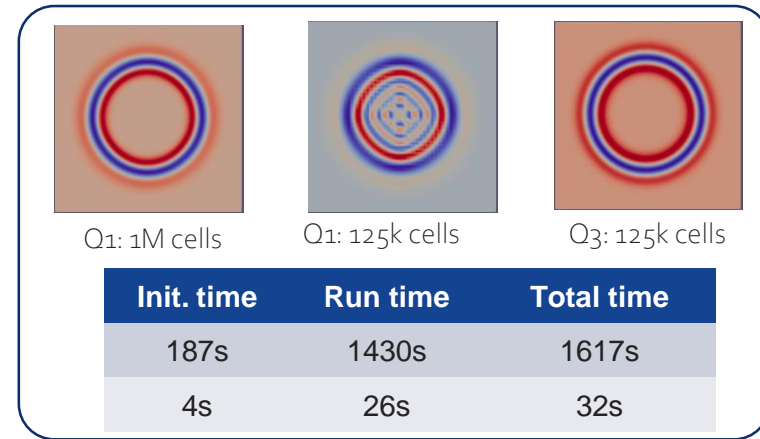 Q1: 1M cells Q1: 125k cells Q3: 125k cells
Init. time Run time Total time
187s 1430s 1617s
4s 26s 32s